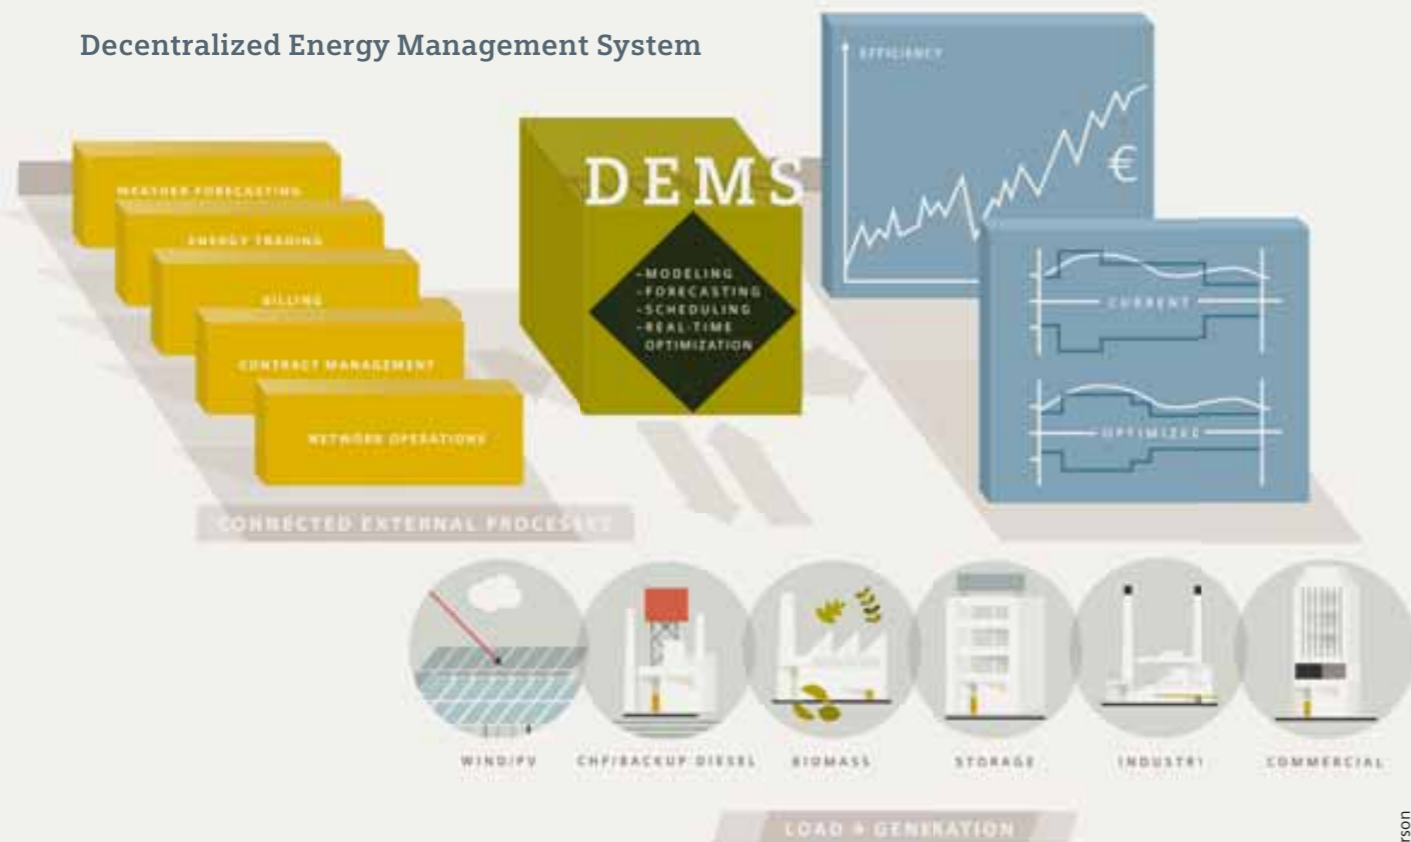 Decentralized Energy Management System
WEATHER FORECASTING
ENERGY TRADING
BILLING
CONTRACT MANAGEMENT
NETWORK OPERATIONS
CONNECTED EXTERNAL PROCESSES
DEMS
-MODELING
-FORECASTING
-SCHEDULING
-REAL-TIME
OPTIMIZATION
EFFICIENCY
€
CURRENT
OPTIMIZED
WIND/PV
CHP/BACKUP DIESEL
BIOMASS
STORAGE
INDUSTRY
COMMERCIAL
LOAD + GENERATION
rson